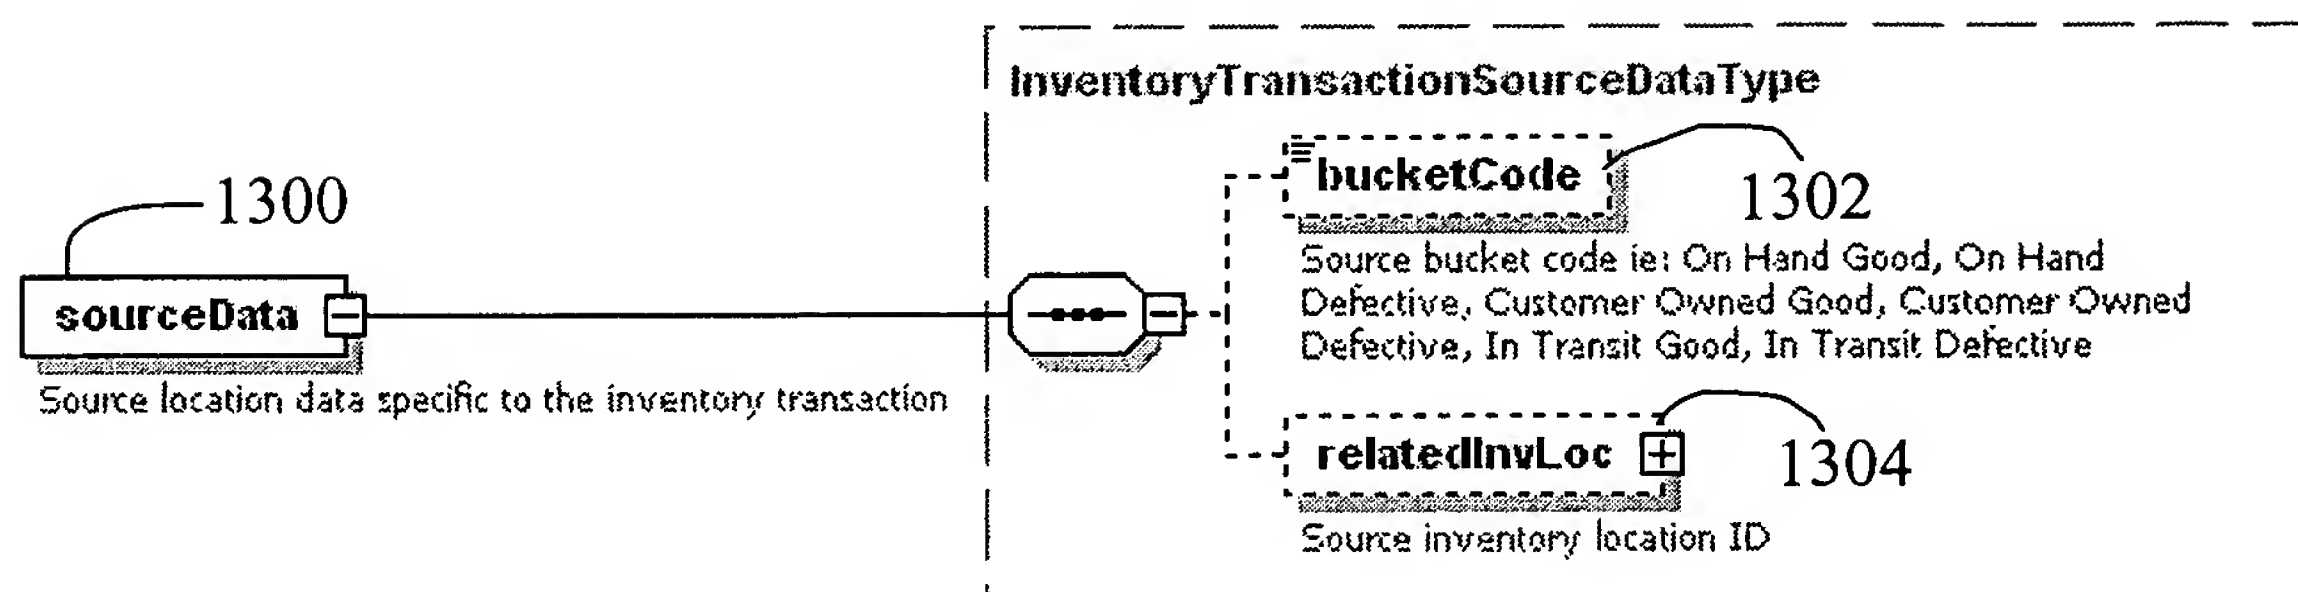 InventoryTransactionSourceDataType
bucketCode
1302
1300
Source bucket code ie: On Hand Good, On Hand
Defective, Customer Owned Good, Customer Owned
Defective, In Transit Good, In Transit Defective
sourceData
Source location data specific to the inventory transaction
relatedInvLoc
1304
Source inventory location ID